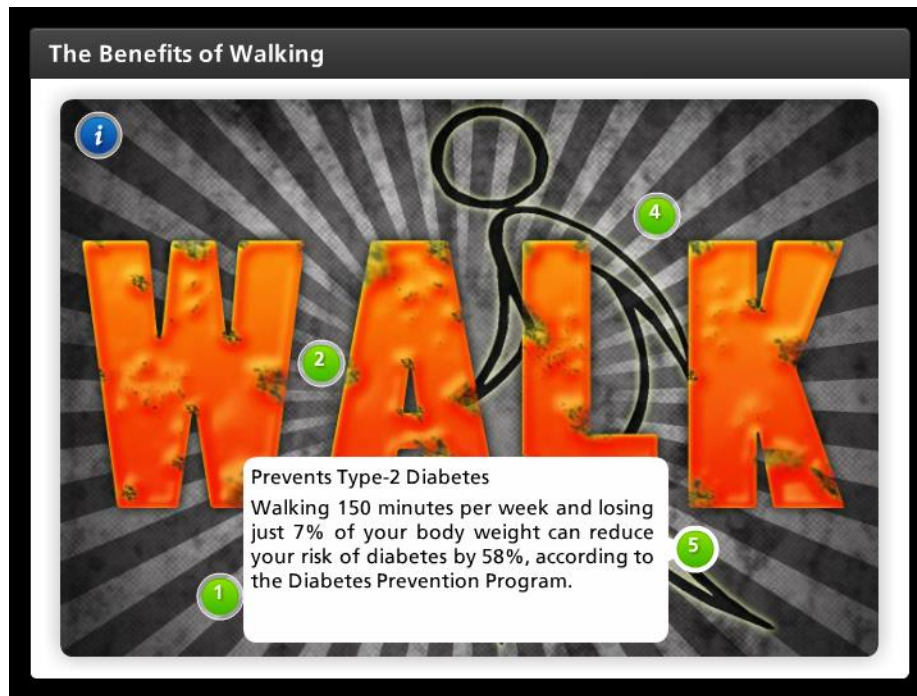 The Benefits of Walking
i
4
WALK
2
Prevents Type-2 Diabetes
Walking 150 minutes per week and losing
just 7% of your body weight can reduce
your risk of diabetes by 58%, according to
the Diabetes Prevention Program.
5
1